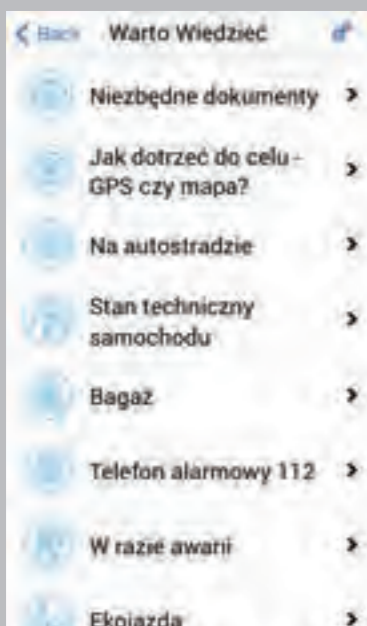 Back Warto Wiedzieć
Niezbędne dokumenty
Jak dotrzeć do celu -
GPS czy mapa?
Na autostradzie
Stan techniczny
samochodu
Bagaż
Telefon alarmowy 112
W razie awarii
Ekojazda